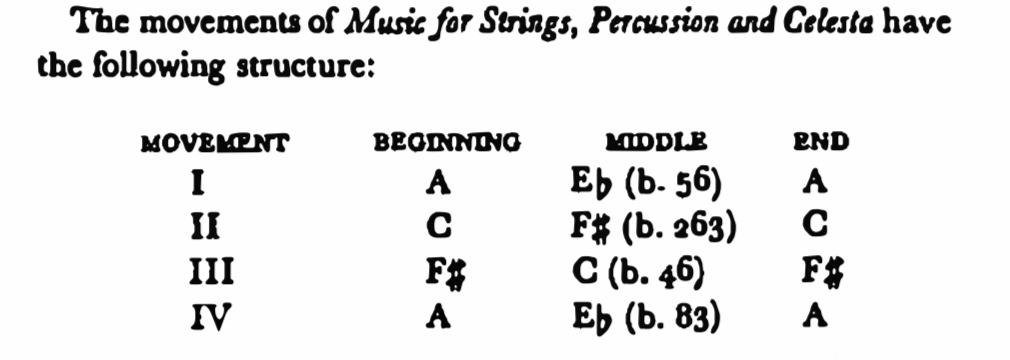 The movements of Music for Strings, Percussion and Celesta have
the following structure:
MOVEMENT BEGINNING MIDDLE END
I A E♭ (b. 56) A
II C F♯ (b. 263) C
III F♯ C (b. 46) F♯
IV A E♭ (b. 83) A